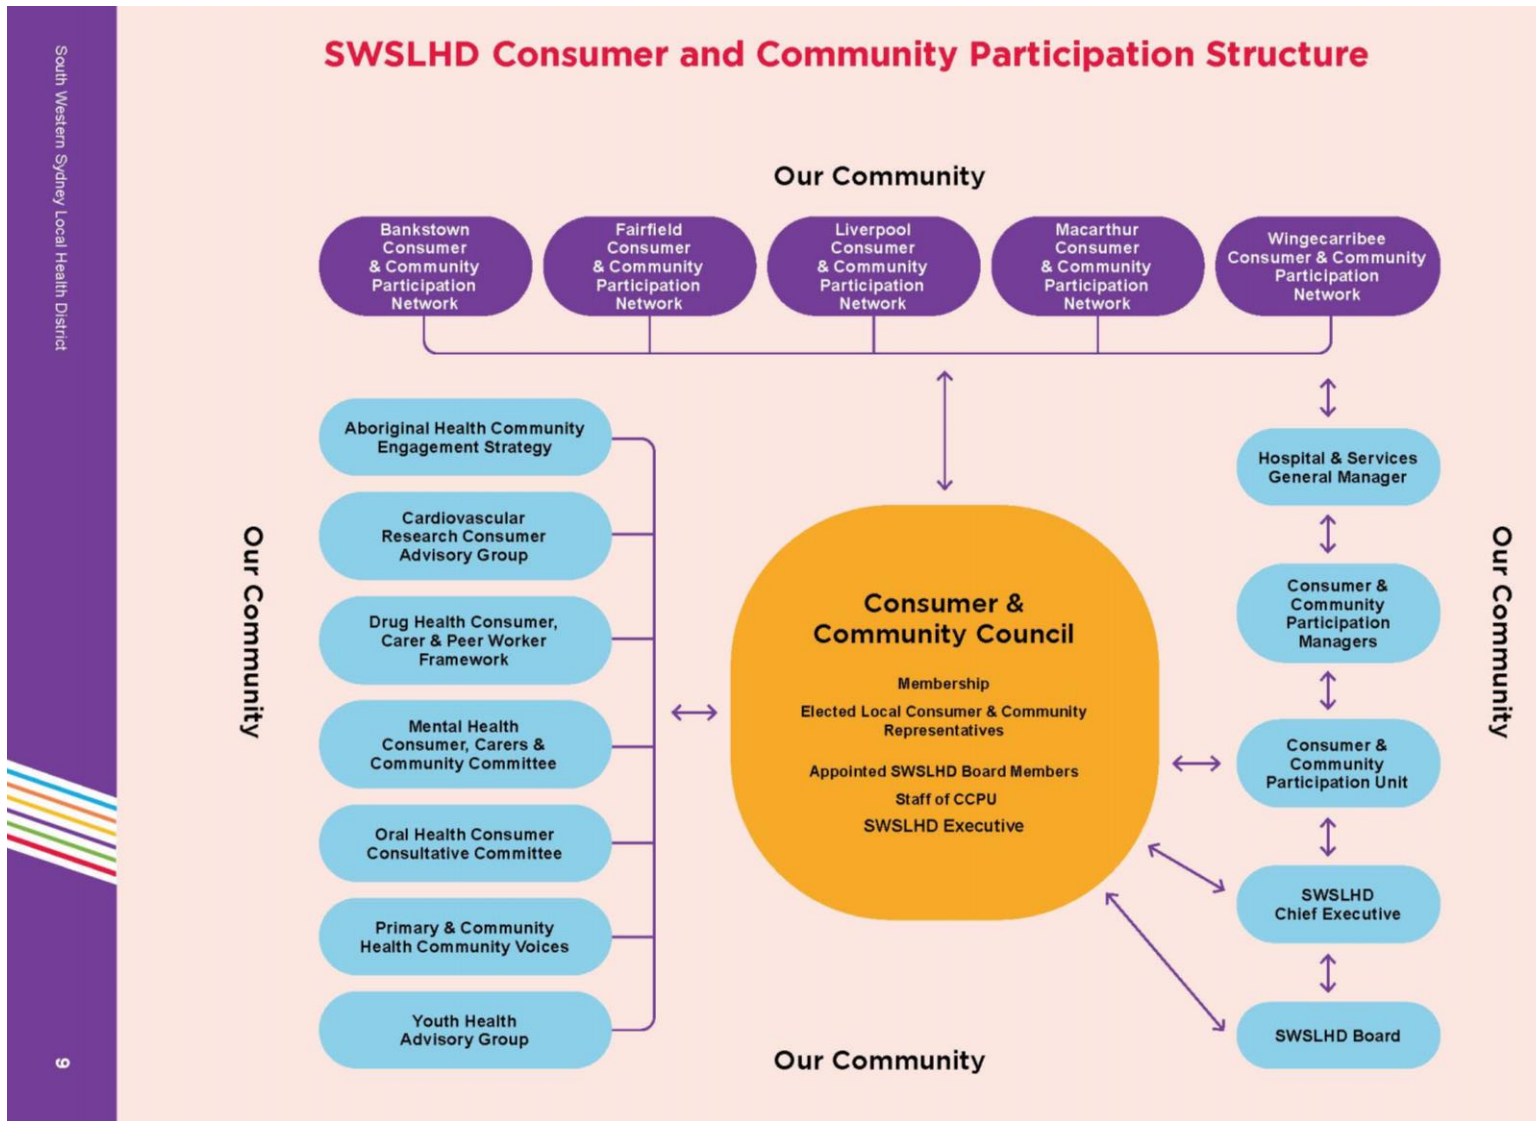 SWSLHD Consumer and Community Participation Structure
South Western Sydney Local Health District
Our Community
Bankstown
Consumer
& Community
Participation
Network
Fairfield
Consumer
& Community
Participation
Network
Liverpool
Consumer
& Community
Participation
Network
Macarthur
Consumer
& Community
Participation
Network
Wingecarribee
Consumer & Community
Participation
Network
Aboriginal Health Community
Engagement Strategy
Cardiovascular
Research Consumer
Advisory Group
Drug Health Consumer,
Carer & Peer Worker
Framework
Mental Health
Consumer, Carers &
Community Committee
Oral Health Consumer
Consultative Committee
Primary & Community
Health Community Voices
Youth Health
Advisory Group
Our Community
Consumer &
Community Council
Membership
Elected Local Consumer & Community
Representatives
Appointed SWSLHD Board Members
Staff of CCPU
SWSLHD Executive
Hospital & Services
General Manager
Consumer &
Community
Participation
Managers
Consumer &
Community
Participation Unit
SWSLHD
Chief Executive
SWSLHD Board
Our Community
Our Community
9